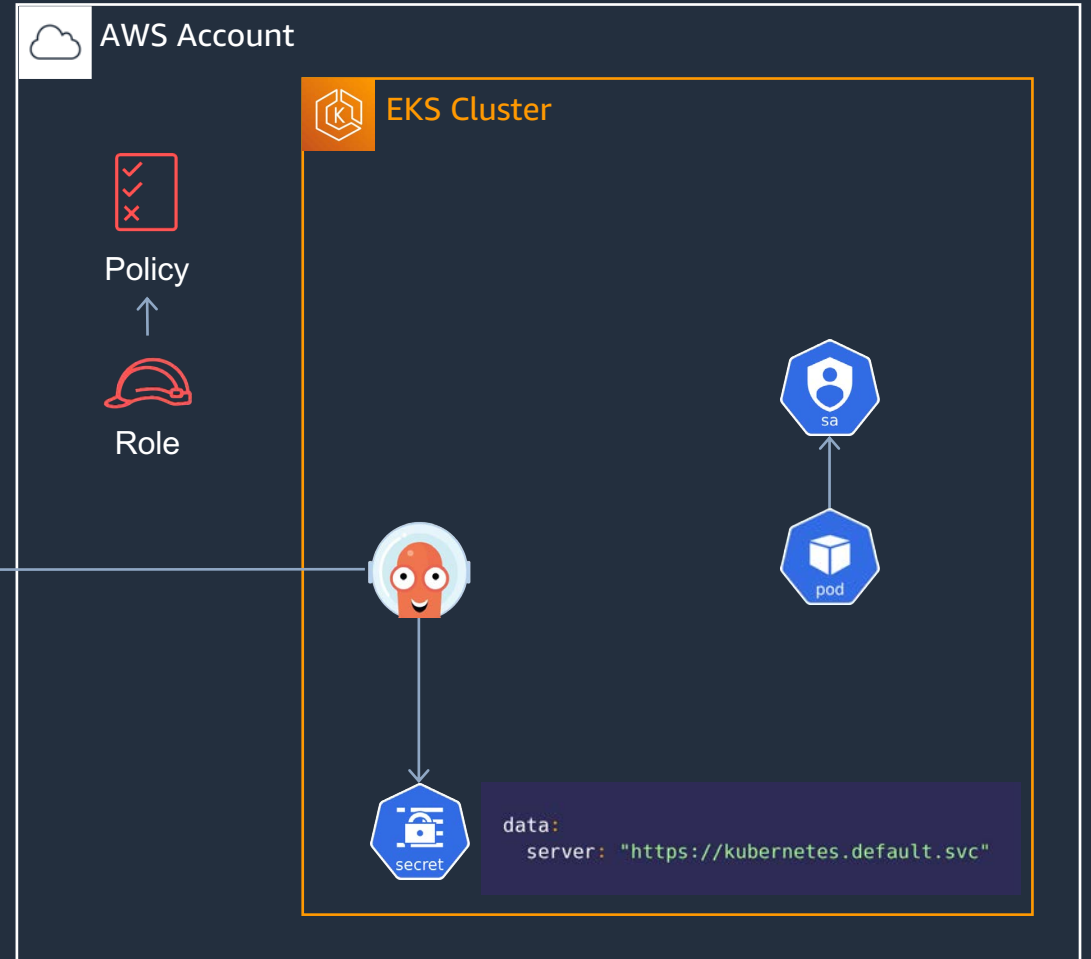 AWS Account
K
EKS Cluster
Policy
Role
sa
pod
secret
data:
server: "https://kubernetes.default.svc"